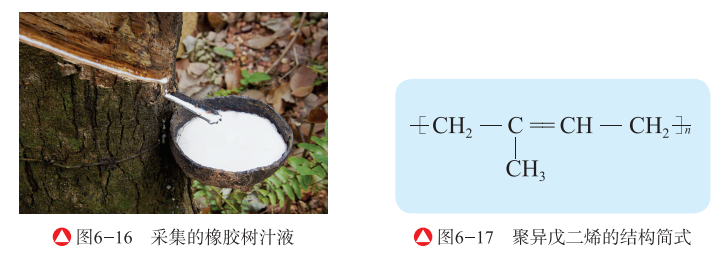 ⁅CH₂ — C ═ CH — CH₂⁆ₙ
|
CH₃
图6-16 采集的橡胶树汁液
图6-17 聚异戊二烯的结构简式